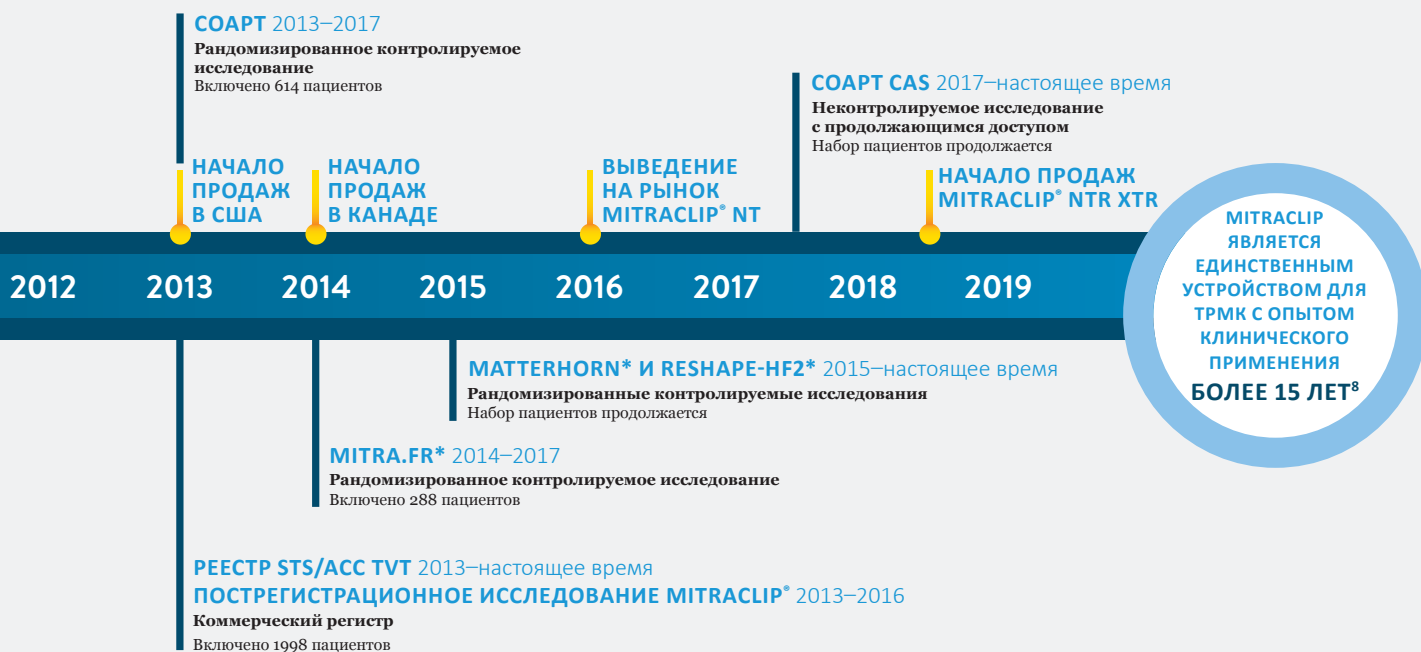 COAPT 2013–2017
Рандомизированное контролируемое
исследование
Включено 614 пациентов
COAPT CAS 2017–настоящее время
Неконтролируемое исследование
с продолжающимся доступом
Набор пациентов продолжается
НАЧАЛО
ПРОДАЖ
В США
НАЧАЛО
ПРОДАЖ
В КАНАДЕ
ВЫВЕДЕНИЕ
НА РЫНОК
MITRACLIP® NT
НАЧАЛО ПРОДАЖ
MITRACLIP® NTR XTR
2012 2013 2014 2015 2016 2017 2018 2019
MITRACLIP
ЯВЛЯЕТСЯ
ЕДИНСТВЕННЫМ
УСТРОЙСТВОМ ДЛЯ
ТРМК С ОПЫТОМ
КЛИНИЧЕСКОГО
ПРИМЕНЕНИЯ
БОЛЕЕ 15 ЛЕТ⁸
MATTERHORN* И RESHAPE-HF2* 2015–настоящее время
Рандомизированные контролируемые исследования
Набор пациентов продолжается
MITRA.FR* 2014–2017
Рандомизированное контролируемое исследование
Включено 288 пациентов
РЕЕСТР STS/ACC TVT 2013–настоящее время
ПОСТРЕГИСТРАЦИОННОЕ ИССЛЕДОВАНИЕ MITRACLIP® 2013–2016
Коммерческий регистр
Включено 1998 пациентов